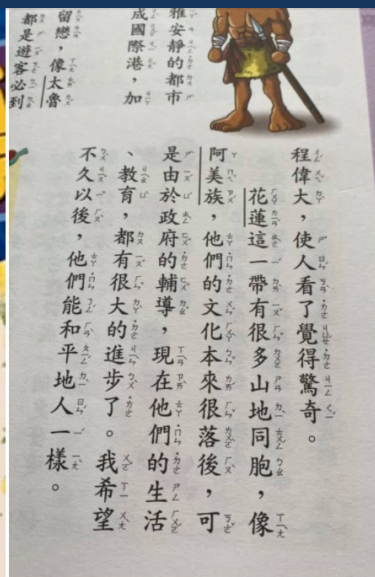 雅安靜的都市
成國際港，加
留戀，像太魯
都是遊客必到
程偉大，使人看了覺得驚奇。
花蓮這一帶有很多山地同胞，像
阿美族，他們的文化本來很落後，可
是由於政府的輔導，現在他們的生活
、教育，都有很大的進步了。我希望
不久以後，他們能和平地人一樣。